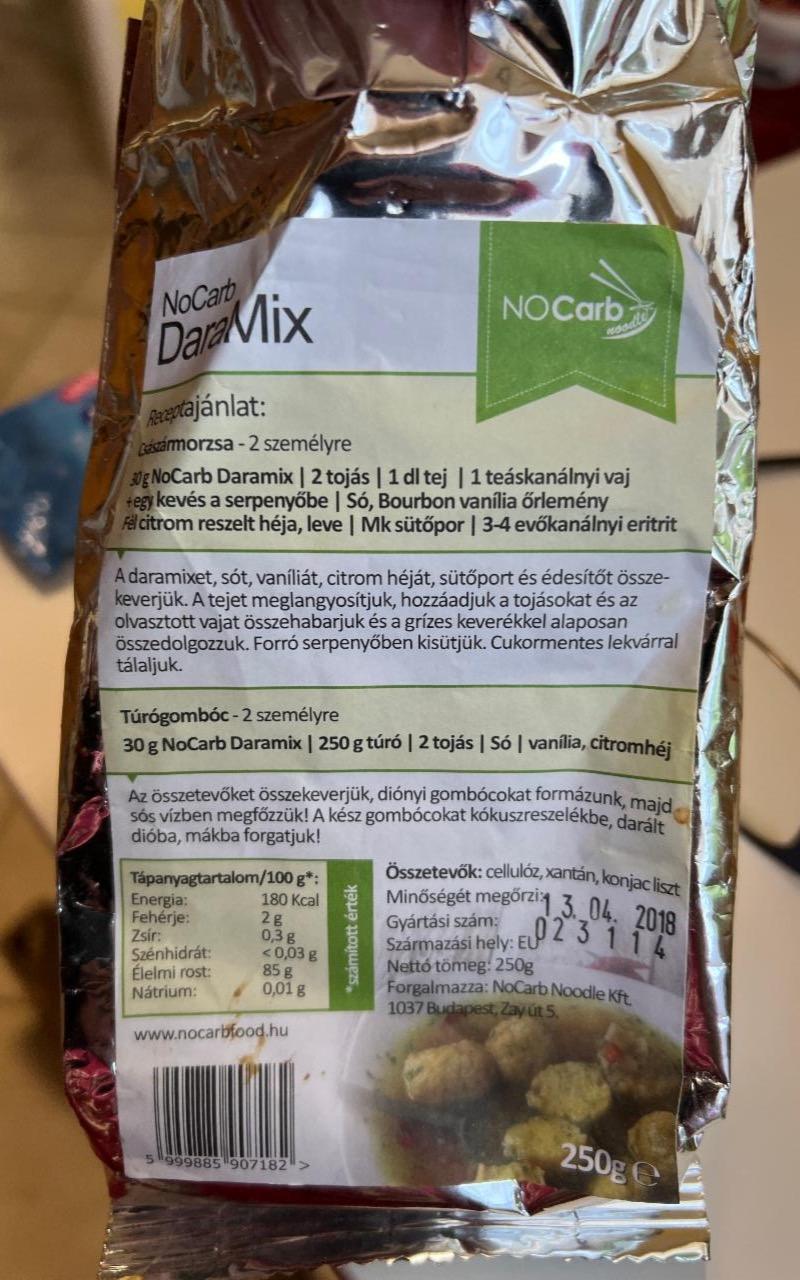 NoCarb
DaraMix
NOCarb
noodle
Receptajánlat:
Császármorzsa - 2 személyre
30 g NoCarb Daramix | 2 tojás | 1 dl tej | 1 teáskanálnyi vaj
+egy kevés a serpenyőbe | Só, Bourbon vanília őrlemény
Fél citrom reszelt héja, leve | Mk sütőpor | 3-4 evőkanálnyi eritrit
A daramixet, sót, vaníliát, citrom héját, sütőport és édesítőt össze-
keverjük. A tejet meglangyosítjuk, hozzáadjuk a tojásokat és az
olvasztott vajat összehabarjuk és a grízes keverékkel alaposan
összedolgozzuk. Forró serpenyőben kisütjük. Cukormentes lekvárral
tálaljuk.
Túrógombóc - 2 személyre
30 g NoCarb Daramix | 250 g túró | 2 tojás | Só | vanília, citromhéj
Az összetevőket összekeverjük, diónyi gombócokat formázunk, majd
sós vízben megfőzzük! A kész gombócokat kókuszreszelékbe, darált
dióba, mákba forgatjuk!
Tápanyagtartalom/100 g*:
Energia: 180 Kcal
Fehérje: 2 g
Zsír: 0,3 g
Szénhidrát: < 0,03 g
Élelmi rost: 85 g
Nátrium: 0,01 g
*számított érték
Összetevők: cellulóz, xantán, konjac liszt
Minőségét megőrzi: 13. 04. 2018
Gyártási szám: 023114
Származási hely: EU
Nettó tömeg: 250g
Forgalmazza: NoCarb Noodle Kft.
1037 Budapest, Zay út 5.
www.nocarbfood.hu
5 999885 907182 >
250g e